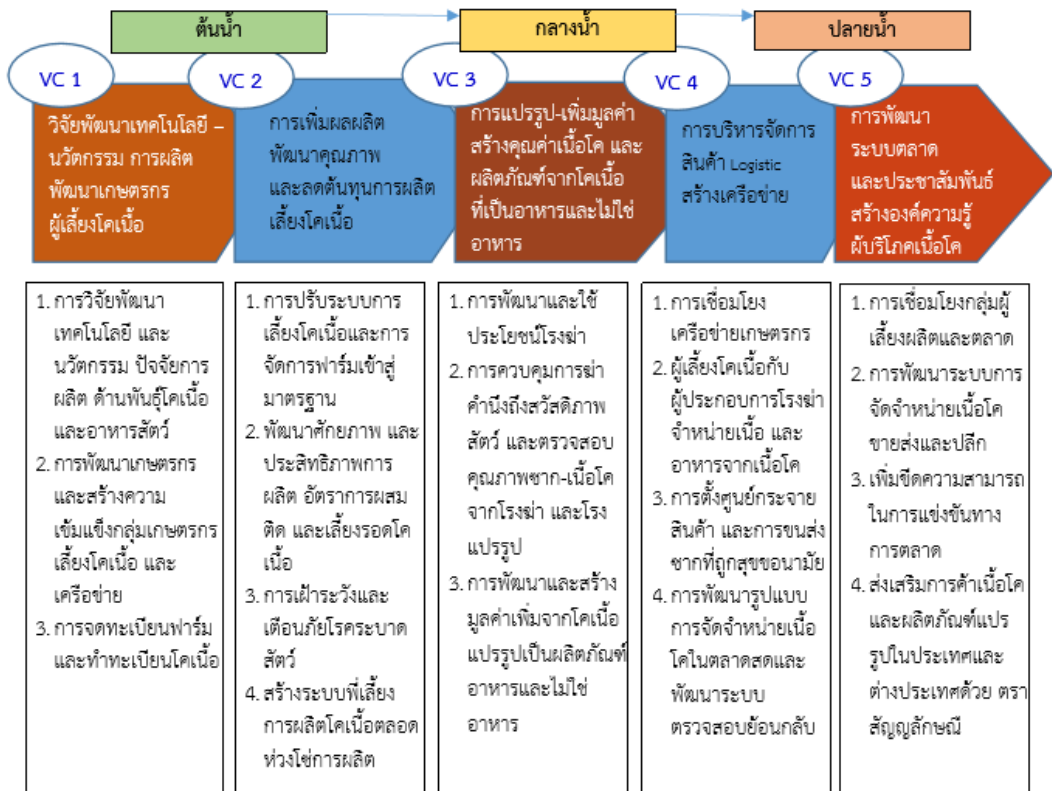 ต้นน้ำ
กลางน้ำ
ปลายน้ำ
VC 1
VC 2
VC 3
VC 4
VC 5
วิจัยพัฒนาเทคโนโลยี –
นวัตกรรม การผลิต
พัฒนาเกษตรกร
ผู้เลี้ยงโคเนื้อ
การเพิ่มผลผลิต
พัฒนาคุณภาพ
และลดต้นทุนการผลิต
เลี้ยงโคเนื้อ
การแปรรูป-เพิ่มมูลค่า
สร้างคุณค่าเนื้อโค และ
ผลิตภัณฑ์จากโคเนื้อ
ที่เป็นอาหารและไม่ใช่
อาหาร
การบริหารจัดการ
สินค้า Logistic
สร้างเครือข่าย
การพัฒนา
ระบบตลาด
และประชาสัมพันธ์
สร้างองค์ความรู้
ผับริโภคเนื้อโค
1. การวิจัยพัฒนา
เทคโนโลยี และ
นวัตกรรม ปัจจัยการ
ผลิต ด้านพันธุ์โคเนื้อ
และอาหารสัตว์
2. การพัฒนาเกษตรกร
และสร้างความ
เข้มแข็งกลุ่มเกษตรกร
เลี้ยงโคเนื้อ และ
เครือข่าย
3. การจดทะเบียนฟาร์ม
และทำทะเบียนโคเนื้อ
1. การปรับระบบการ
เลี้ยงโคเนื้อและการ
จัดการฟาร์มเข้าสู่
มาตรฐาน
2. พัฒนาศักยภาพ และ
ประสิทธิภาพการ
ผลิต อัตราการผสม
ติด และเลี้ยงรอดโค
เนื้อ
3. การเฝ้าระวังและ
เตือนภัยโรคระบาด
สัตว์
4. สร้างระบบพี่เลี้ยง
การผลิตโคเนื้อตลอด
ห่วงโซ่การผลิต
1. การพัฒนาและใช้
ประโยชน์โรงฆ่า
2. การควบคุมการฆ่า
คำนึงถึงสวัสดิภาพ
สัตว์ และตรวจสอบ
คุณภาพซาก-เนื้อโค
จากโรงฆ่า และโรง
แปรรูป
3. การพัฒนาและสร้าง
มูลค่าเพิ่มจากโคเนื้อ
แปรรูปเป็นผลิตภัณฑ์
อาหารและไม่ใช่
อาหาร
1. การเชื่อมโยง
เครือข่ายเกษตรกร
2. ผู้เลี้ยงโคเนื้อกับ
ผู้ประกอบการโรงฆ่า
จำหน่ายเนื้อ และ
อาหารจากเนื้อโค
3. การตั้งศูนย์กระจาย
สินค้า และการขนส่ง
ซากที่ถูกสุขขอนามัย
4. การพัฒนารูปแบบ
การจัดจำหน่ายเนื้อ
โคในตลาดสดและ
พัฒนาระบบ
ตรวจสอบย้อนกลับ
1. การเชื่อมโยงกลุ่มผู้
เลี้ยงผลิตและตลาด
2. การพัฒนาระบบการ
จัดจำหน่ายเนื้อโค
ขายส่งและปลีก
3. เพิ่มขีดความสามารถ
ในการแข่งขันทาง
การตลาด
4. ส่งเสริมการค้าเนื้อโค
และผลิตภัณฑ์แปร
รูปในประเทศและ
ต่างประเทศด้วย ตรา
สัญญลักษณ์